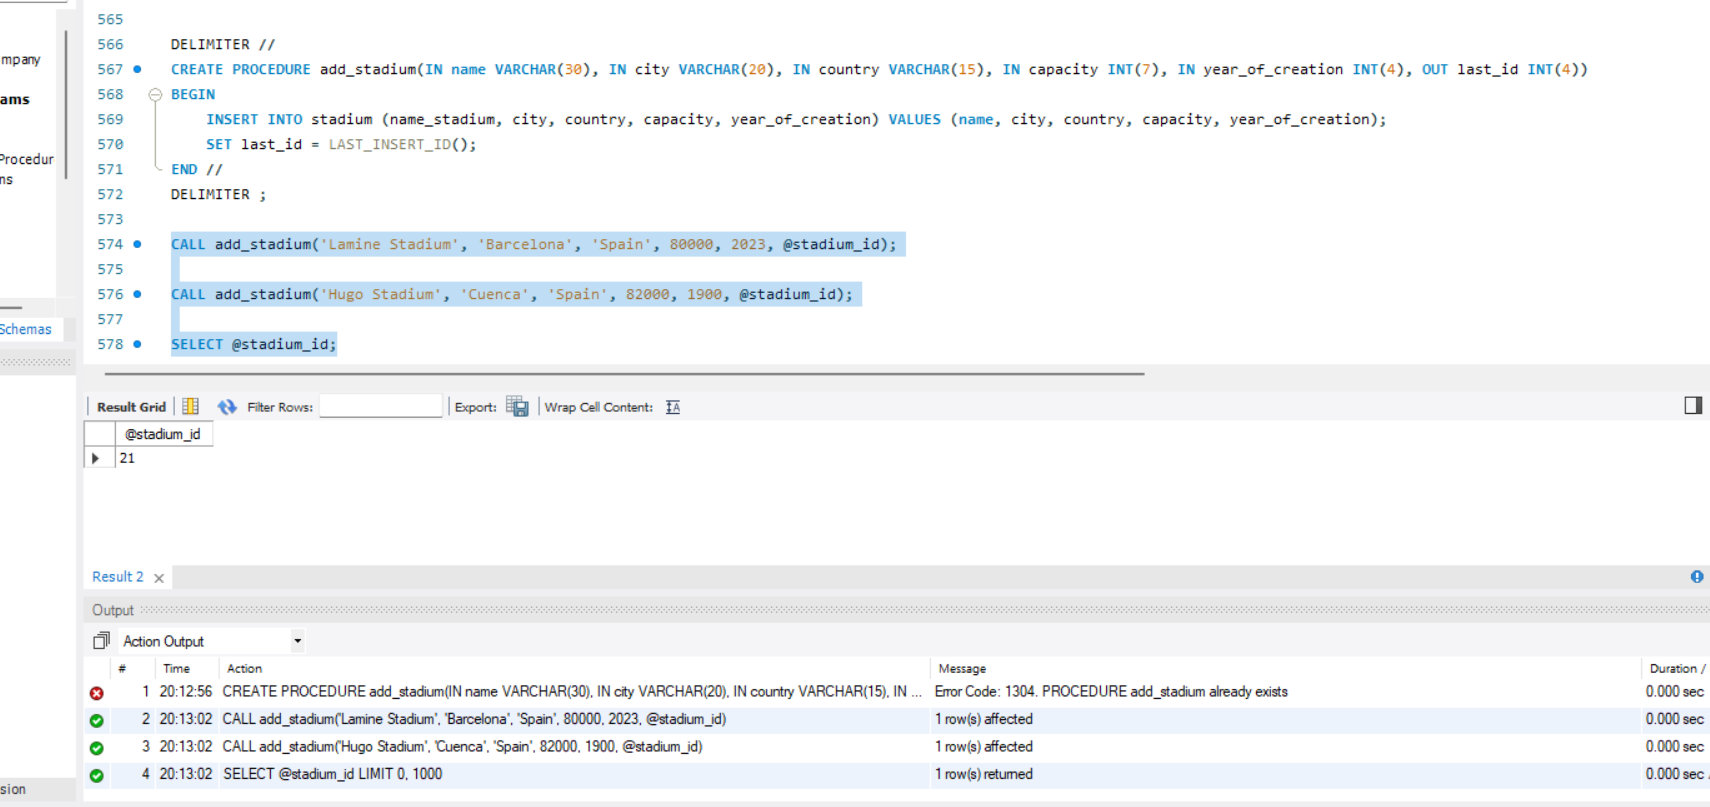 565
566 DELIMITER //
567 CREATE PROCEDURE add_stadium(IN name VARCHAR(30), IN city VARCHAR(20), IN country VARCHAR(15), IN capacity INT(7), IN year_of_creation INT(4), OUT last_id INT(4))
568 BEGIN
569 INSERT INTO stadium (name_stadium, city, country, capacity, year_of_creation) VALUES (name, city, country, capacity, year_of_creation);
570 SET last_id = LAST_INSERT_ID();
571 END //
572 DELIMITER ;
573
574 CALL add_stadium('Lamine Stadium', 'Barcelona', 'Spain', 80000, 2023, @stadium_id);
575
576 CALL add_stadium('Hugo Stadium', 'Cuenca', 'Spain', 82000, 1900, @stadium_id);
577
578 SELECT @stadium_id;
mpany
ams
Procedur
ns
Schemas
sion
Result Grid Filter Rows: Export: Wrap Cell Content: IA
@stadium_id
21
Result 2
Output
Action Output
# Time Action Message Duration /
1 20:12:56 CREATE PROCEDURE add_stadium(IN name VARCHAR(30), IN city VARCHAR(20), IN country VARCHAR(15), IN ... Error Code: 1304. PROCEDURE add_stadium already exists 0.000 sec
2 20:13:02 CALL add_stadium('Lamine Stadium', 'Barcelona', 'Spain', 80000, 2023, @stadium_id) 1 row(s) affected 0.000 sec
3 20:13:02 CALL add_stadium('Hugo Stadium', 'Cuenca', 'Spain', 82000, 1900, @stadium_id) 1 row(s) affected 0.000 sec
4 20:13:02 SELECT @stadium_id LIMIT 0, 1000 1 row(s) returned 0.000 sec